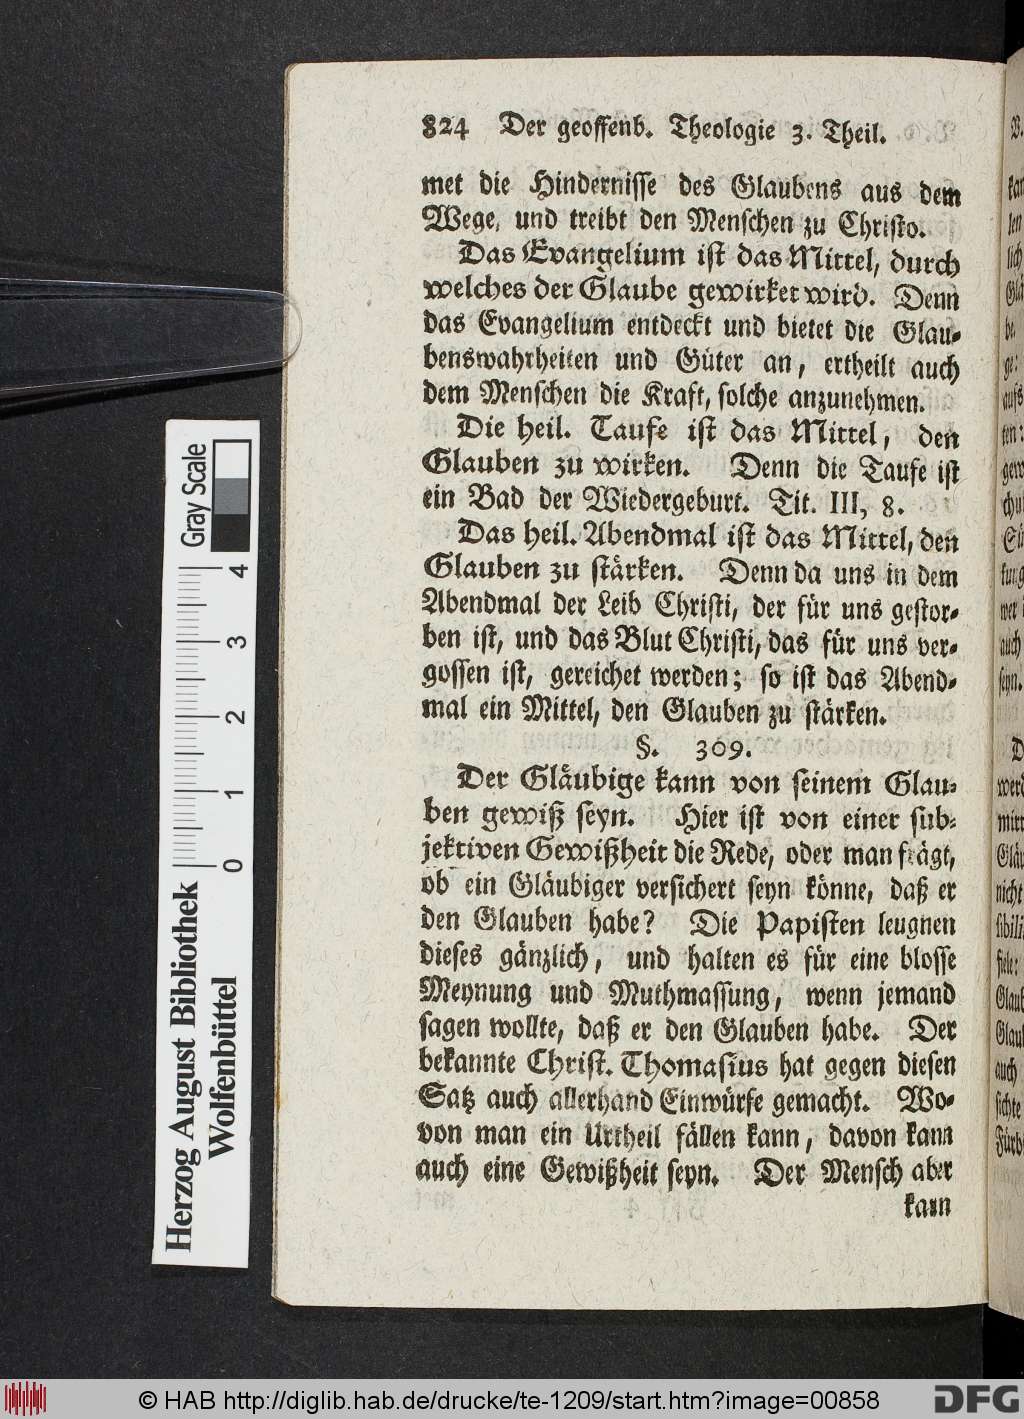 824 Der geoffenb. Theologie 3. Theil.
met die Hindernisse des Glaubens aus dem
Wege, und treibt den Menschen zu Christo.
Das Evangelium ist das Mittel, durch
welches der Glaube gewirket wird. Denn
das Evangelium entdeckt und bietet die Glau-
benswahrheiten und Güter an, ertheilt auch
dem Menschen die Kraft, solche anzunehmen.
Die heil. Taufe ist das Mittel, den
Glauben zu wirken. Denn die Taufe ist
ein Bad der Wiedergeburt. Tit. III, 8.
Das heil. Abendmal ist das Mittel, den
Glauben zu stärken. Denn da uns in dem
Abendmal der Leib Christi, der für uns gestor-
ben ist, und das Blut Christi, das für uns ver-
gossen ist, gereichet werden; so ist das Abend-
mal ein Mittel, den Glauben zu stärken.
§. 309.
Der Gläubige kann von seinem Glau-
ben gewiß seyn. Hier ist von einer sub-
jektiven Gewißheit die Rede, oder man frägt,
ob ein Gläubiger versichert seyn könne, daß er
den Glauben habe? Die Papisten leugnen
dieses gänzlich, und halten es für eine blosse
Meynung und Muthmassung, wenn jemand
sagen wollte, daß er den Glauben habe. Der
bekannte Christ. Thomasius hat gegen diesen
Satz auch allerhand Einwürfe gemacht. Wo-
von man ein Urtheil fällen kann, davon kann
auch eine Gewißheit seyn. Der Mensch aber
kann
Gray Scale
4
3
2
1
0
Herzog August Bibliothek
Wolfenbüttel
© HAB http://diglib.hab.de/drucke/te-1209/start.htm?image=00858
DFG